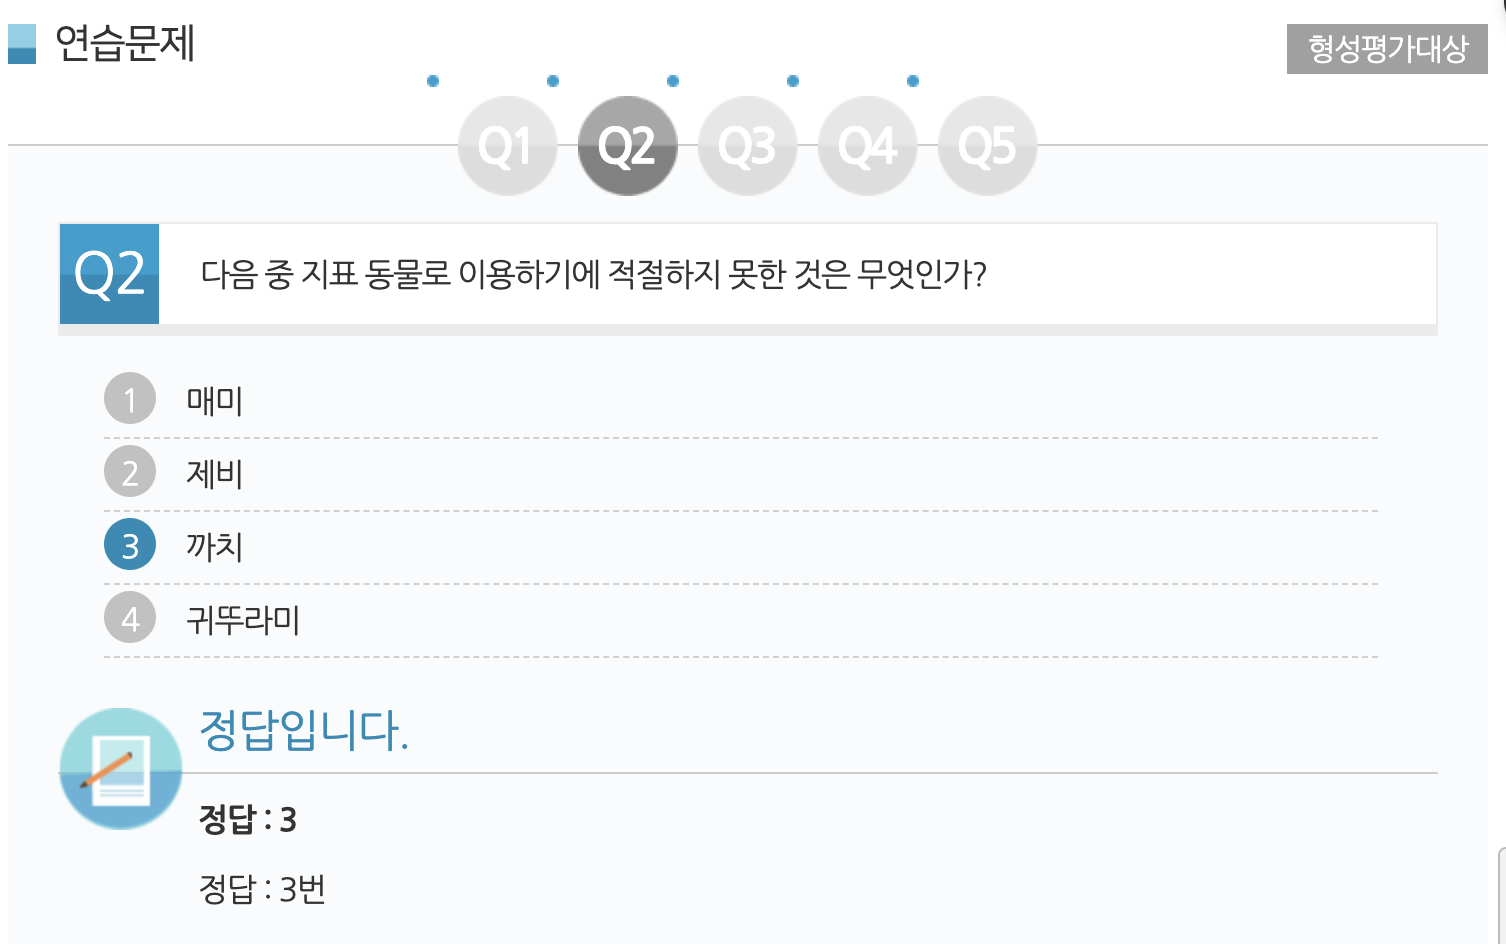 연습문제
형성평가대상
Q1 Q2 Q3 Q4 Q5
Q2 다음 중 지표 동물로 이용하기에 적절하지 못한 것은 무엇인가?
1 매미
2 제비
3 까치
4 귀뚜라미
정답입니다.
정답 : 3
정답 : 3번